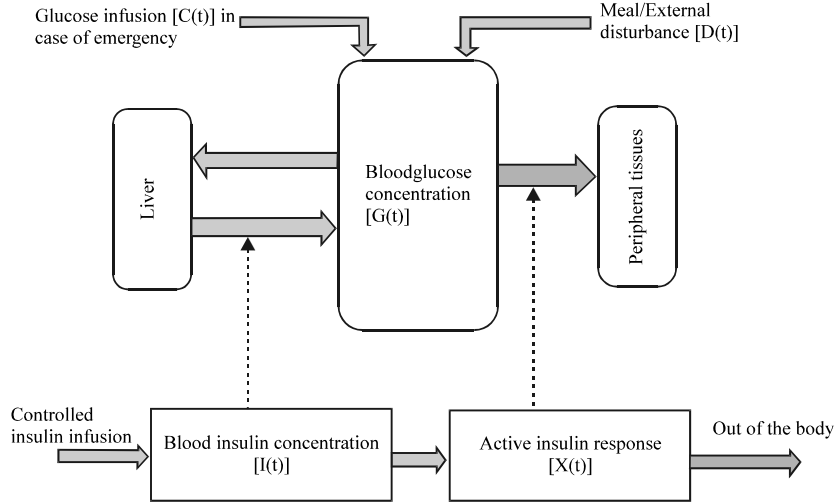 Glucose infusion [C(t)] in
case of emergency
Meal/External
disturbance [D(t)]
Liver
Bloodglucose
concentration
[G(t)]
Peripheral tissues
Controlled
insulin infusion
Blood insulin concentration
[I(t)]
Active insulin response
[X(t)]
Out of the body